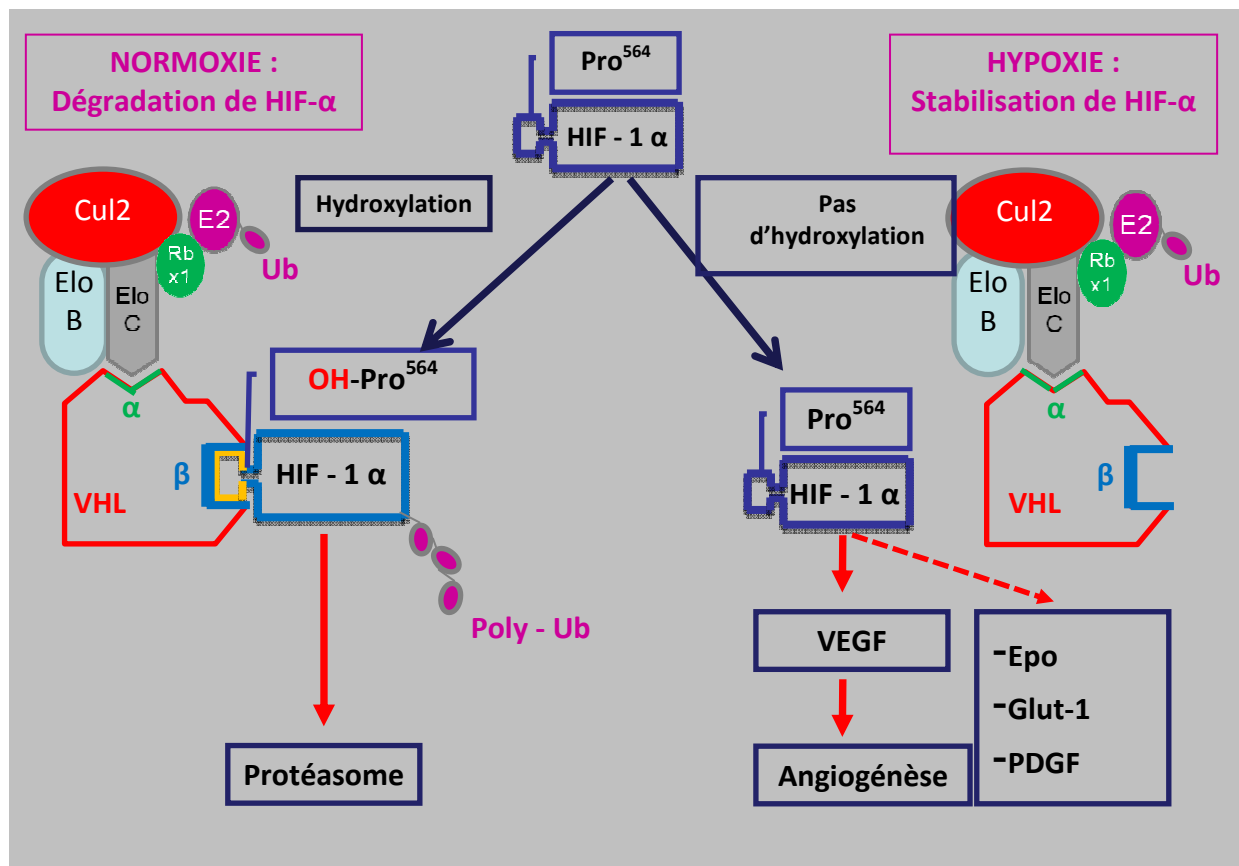 NORMOXIE :
Dégradation de HIF-α
Pro⁵⁶⁴
HIF - 1 α
HYPOXIE :
Stabilisation de HIF-α
Hydroxylation
Pas
d'hydroxylation
Cul2
E2
Rb
x1
Ub
Elo
B
Elo
C
α
β
VHL
OH-Pro⁵⁶⁴
HIF - 1 α
Poly - Ub
Protéasome
Pro⁵⁶⁴
HIF - 1 α
VEGF
Angiogénèse
-Epo
-Glut-1
-PDGF
Cul2
E2
Rb
x1
Ub
Elo
B
Elo
C
α
β
VHL